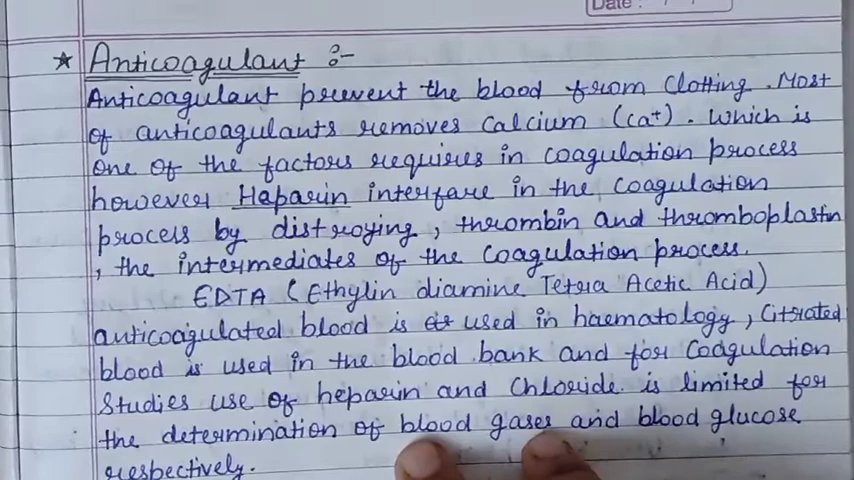 Date :
★ Anticoagulant :-
Anticoagulant prevent the blood from Clotting. Most
of anticoagulants removes Calcium (Ca+). Which is
one of the factors requires in coagulation process
however Heparin interfare in the coagulation
process by distroying, thrombin and thromboplastin
, the intermediates of the Coagulation process.
EDTA (Ethylin diamine Tetra Acetic Acid)
anticoagulated blood is used in haematology, Citrated
blood is used in the blood bank and for Coagulation
Studies use of heparin and Chloride is limited for
the determination of blood gases and blood glucose
respectively.